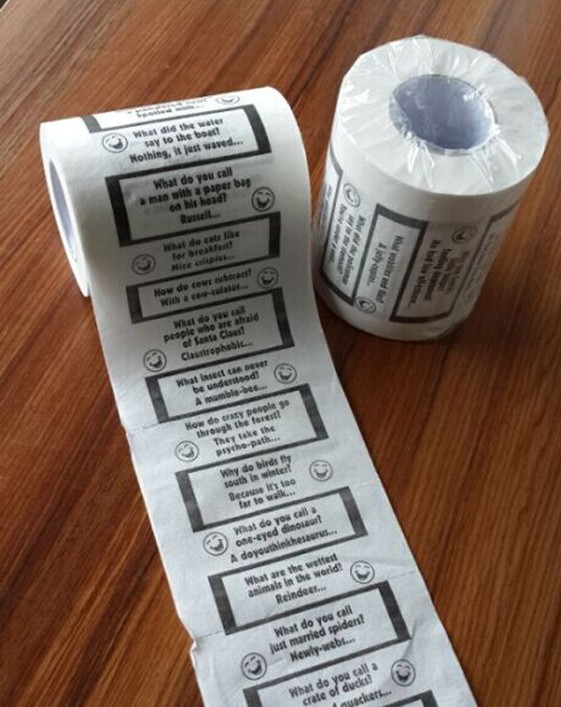 What did the water
say to the boat?
Nothing, it just waved...
What do you call
a man with a paper bag
on his head?
Russell...
What do cats like
for breakfast?
Mice crispies...
How do cows subtract?
With a cow-culator...
What do you call
people who are afraid
of Santa Claus?
Claustrophobic...
What insect can never
be understood?
A mumble-bee...
How do crazy people go
through the forest?
They take the
psycho-path...
Why do birds fly
south in winter?
Because it's too
far to walk...
What do you call a
one-eyed dinosaur?
A doyouthinkhesaurus...
What are the wettest
animals in the world?
Reindeer...
What do you call
just married spiders?
Newly-webs...
What do you call a
crate of ducks?
quackers...